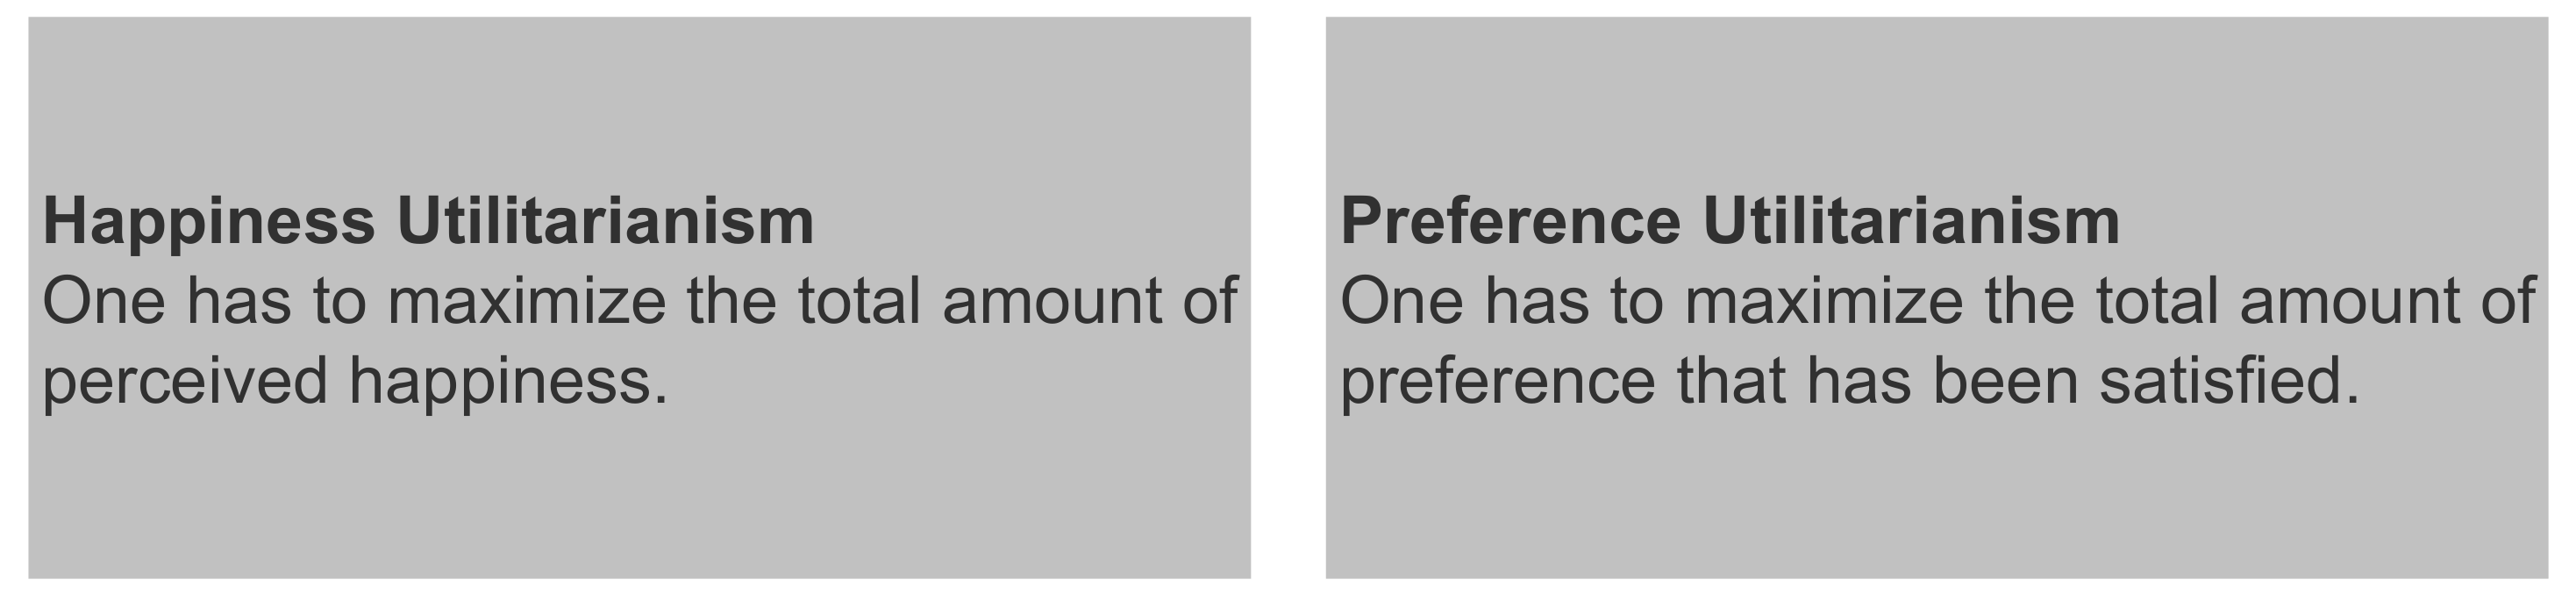 Happiness Utilitarianism
One has to maximize the total amount of
perceived happiness.
Preference Utilitarianism
One has to maximize the total amount of
preference that has been satisfied.